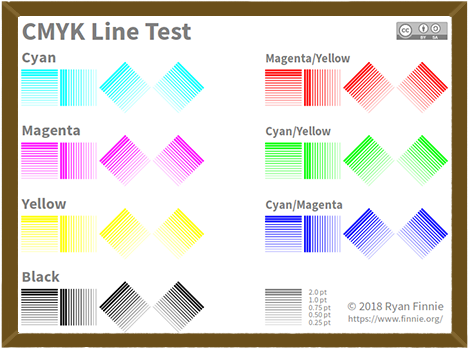 CMYK Line Test
cc
BY SA
Cyan
Magenta/Yellow
Magenta
Cyan/Yellow
Yellow
Cyan/Magenta
Black
2.0 pt
1.0 pt
0.75 pt
0.50 pt
0.25 pt
© 2018 Ryan Finnie
https://www.finnie.org/